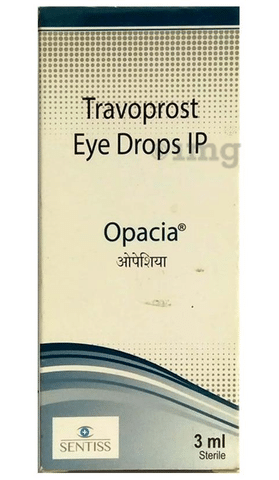 Travoprost
Eye Drops IP
Opacia®
ओपेशिया
SENTISS
3 ml
Sterile